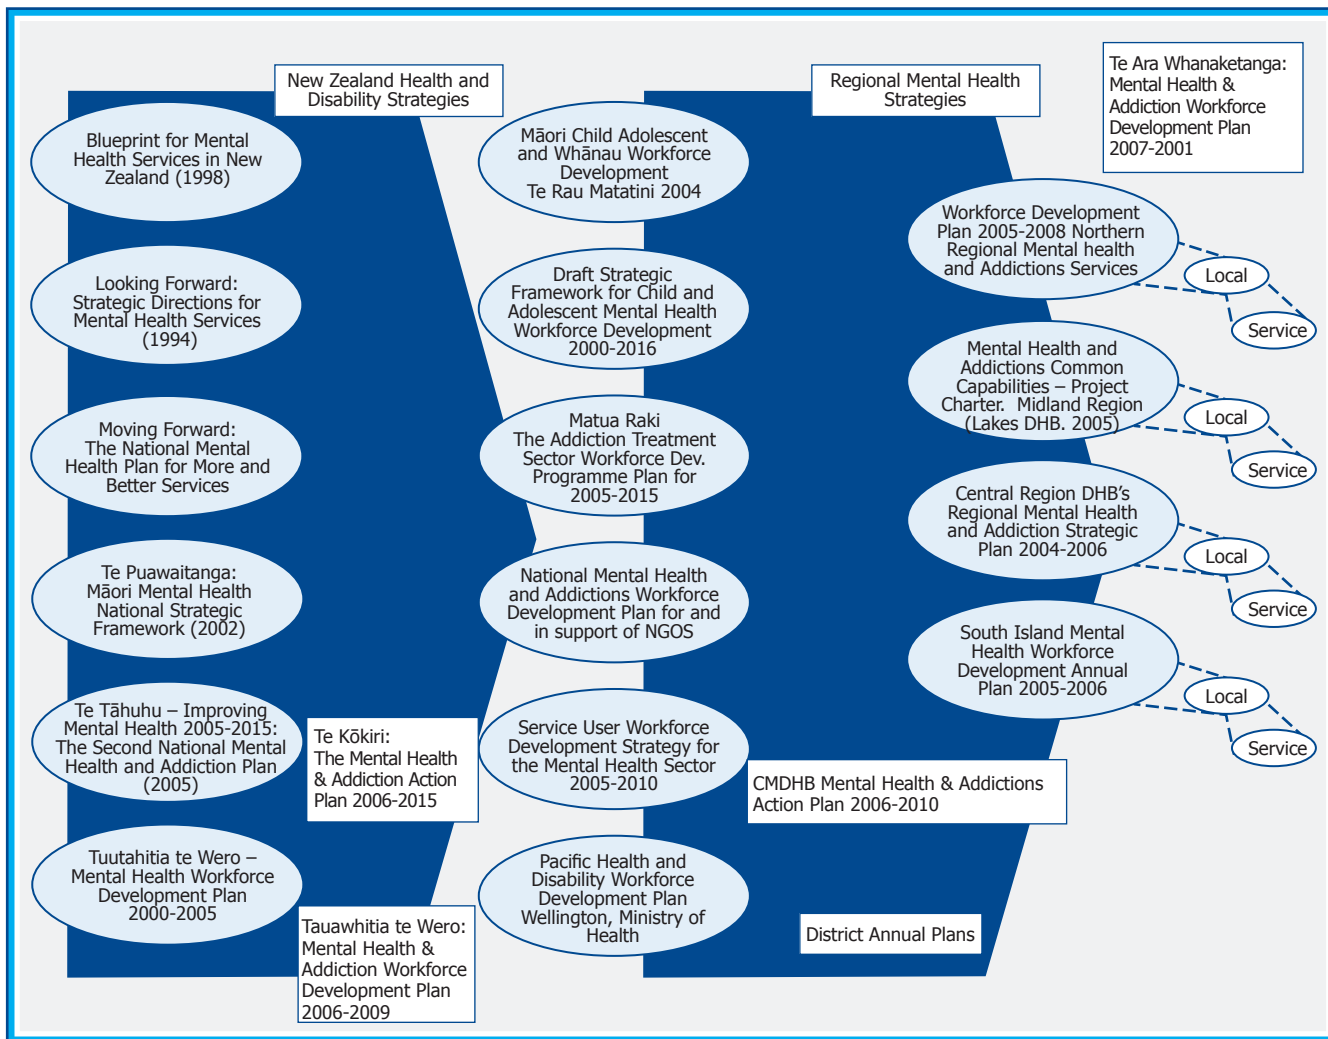 New Zealand Health and
Disability Strategies
Blueprint for Mental
Health Services in New
Zealand (1998)
Looking Forward:
Strategic Directions for
Mental Health Services
(1994)
Moving Forward:
The National Mental
Health Plan for More and
Better Services
Te Puawaitanga:
Māori Mental Health
National Strategic
Framework (2002)
Te Tāhuhu – Improving
Mental Health 2005-2015:
The Second National Mental
Health and Addiction Plan
(2005)
Tuutahitia te Wero –
Mental Health Workforce
Development Plan
2000-2005
Te Kōkiri:
The Mental Health
& Addiction Action
Plan 2006-2015
Tauawhitia te Wero:
Mental Health &
Addiction Workforce
Development Plan
2006-2009
Māori Child Adolescent
and Whānau Workforce
Development
Te Rau Matatini 2004
Draft Strategic
Framework for Child and
Adolescent Mental Health
Workforce Development
2000-2016
Matua Raki
The Addiction Treatment
Sector Workforce Dev.
Programme Plan for
2005-2015
National Mental Health
and Addictions Workforce
Development Plan for and
in support of NGOS
Service User Workforce
Development Strategy for
the Mental Health Sector
2005-2010
Pacific Health and
Disability Workforce
Development Plan
Wellington, Ministry of
Health
Regional Mental Health
Strategies
CMDHB Mental Health & Addictions
Action Plan 2006-2010
District Annual Plans
Te Ara Whanaketanga:
Mental Health &
Addiction Workforce
Development Plan
2007-2001
Workforce Development
Plan 2005-2008 Northern
Regional Mental health
and Addictions Services
Local
Service
Mental Health and
Addictions Common
Capabilities – Project
Charter. Midland Region
(Lakes DHB. 2005)
Local
Service
Central Region DHB's
Regional Mental Health
and Addiction Strategic
Plan 2004-2006
Local
Service
South Island Mental
Health Workforce
Development Annual
Plan 2005-2006
Local
Service